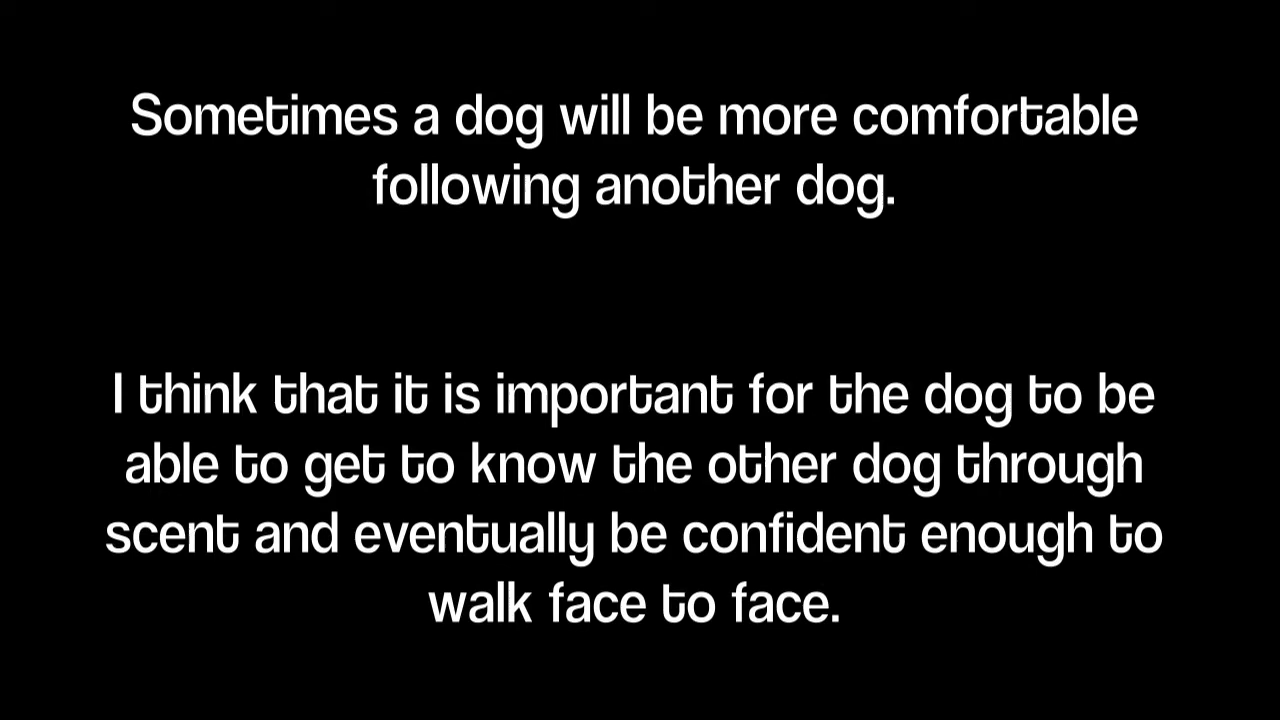 Sometimes a dog will be more comfortable
following another dog.
I think that it is important for the dog to be
able to get to know the other dog through
scent and eventually be confident enough to
walk face to face.